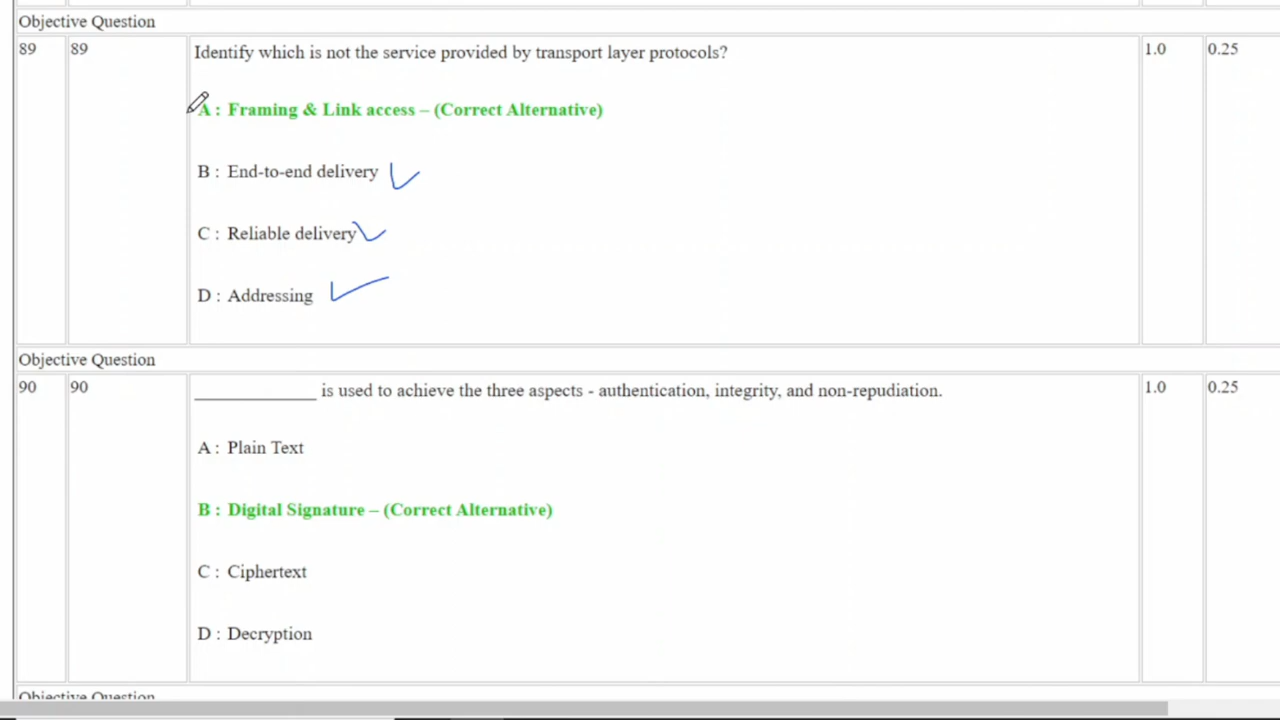 Objective Question
89 89 Identify which is not the service provided by transport layer protocols? 1.0 0.25
A : Framing & Link access – (Correct Alternative)
B : End-to-end delivery
C : Reliable delivery
D : Addressing
Objective Question
90 90 _____________ is used to achieve the three aspects - authentication, integrity, and non-repudiation. 1.0 0.25
A : Plain Text
B : Digital Signature – (Correct Alternative)
C : Ciphertext
D : Decryption
Objective Question